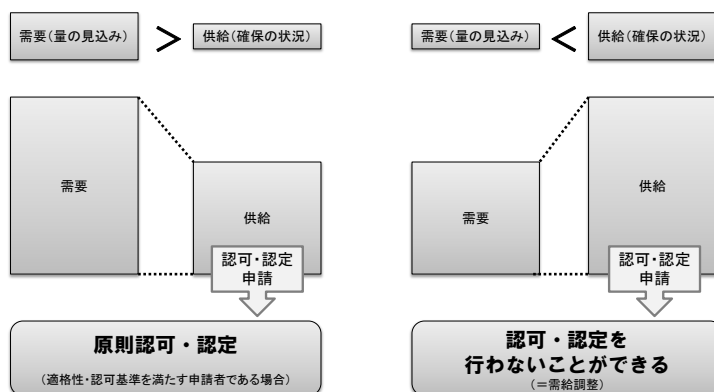 需要(量の見込み)
>
供給(確保の状況)
需要
供給
認可・認定
申請
原則認可・認定
(適格性・認可基準を満たす申請者である場合)
需要(量の見込み)
<
供給(確保の状況)
需要
供給
認可・認定
申請
認可・認定を
行わないことができる
(=需給調整)